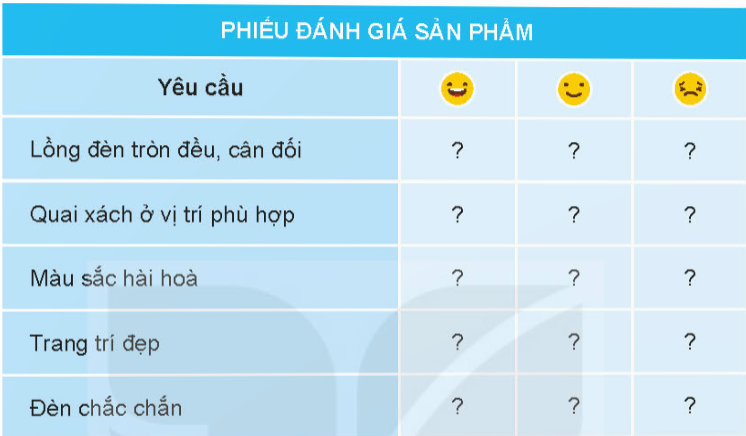 PHIẾU ĐÁNH GIÁ SẢN PHẨM
Yêu cầu
Lồng đèn tròn đều, cân đối ? ? ?
Quai xách ở vị trí phù hợp ? ? ?
Màu sắc hài hoà ? ? ?
Trang trí đẹp ? ? ?
Đèn chắc chắn ? ? ?